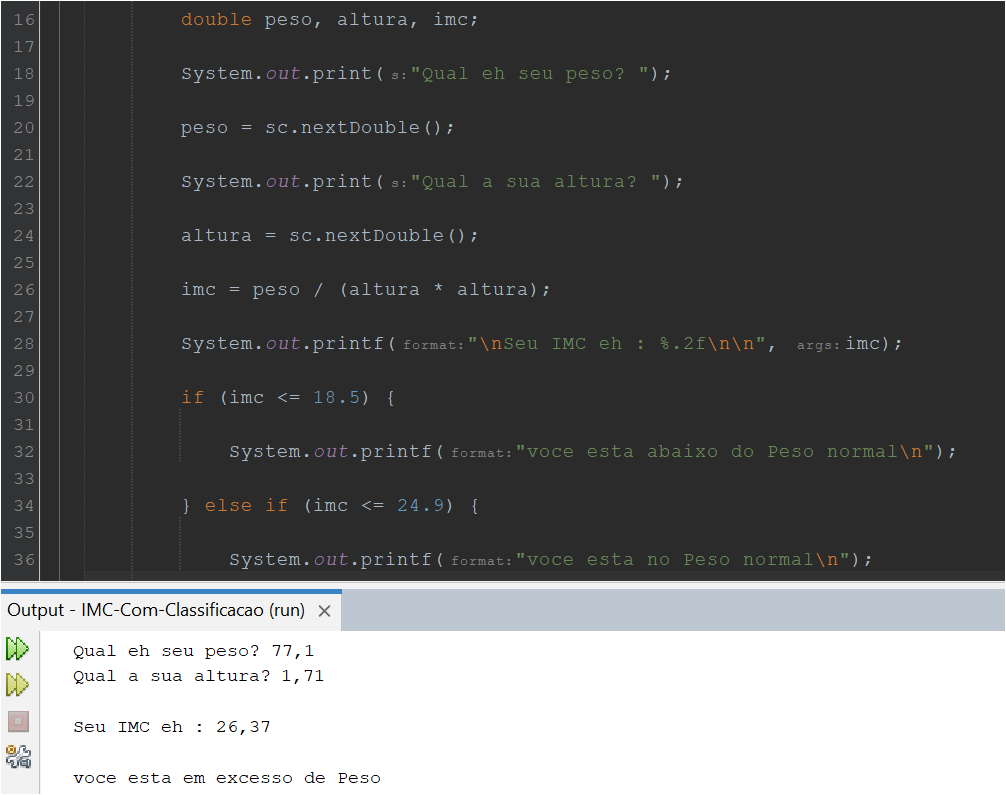 16 double peso, altura, imc;
17
18 System.out.print( s:"Qual eh seu peso? ");
19
20 peso = sc.nextDouble();
21
22 System.out.print( s:"Qual a sua altura? ");
23
24 altura = sc.nextDouble();
25
26 imc = peso / (altura * altura);
27
28 System.out.printf( format:"\nSeu IMC eh : %.2f\n\n", args: imc);
29
30 if (imc <= 18.5) {
31
32 System.out.printf( format:"voce esta abaixo do Peso normal\n");
33
34 } else if (imc <= 24.9) {
35
36 System.out.printf( format:"voce esta no Peso normal\n");
Output - IMC-Com-Classificacao (run) ×
Qual eh seu peso? 77,1
Qual a sua altura? 1,71
Seu IMC eh : 26,37
voce esta em excesso de Peso